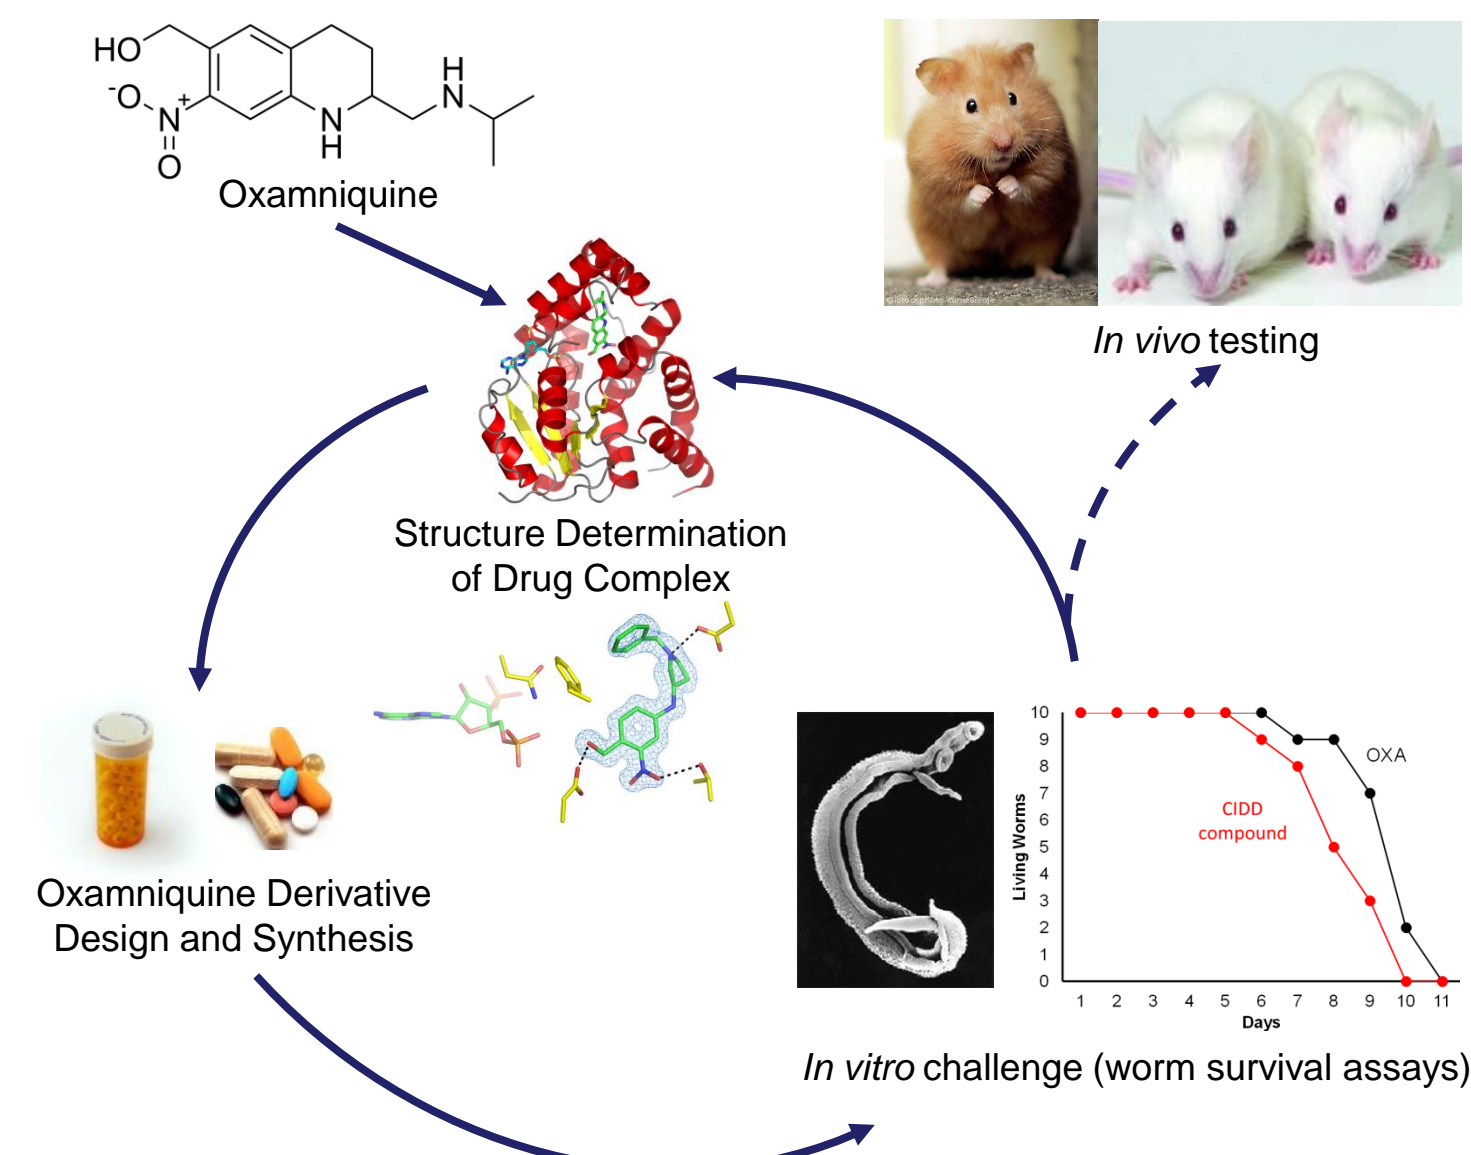 HO
-O
N+
O
N
H
H
N
Oxamniquine
©istockphoto.com/
In vivo testing
Structure Determination
of Drug Complex
Oxamniquine Derivative
Design and Synthesis
10
9
8
7
6
5
4
3
2
1
0
Living Worms
OXA
CIDD
compound
1 2 3 4 5 6 7 8 9 10 11
Days
In vitro challenge (worm survival assays)